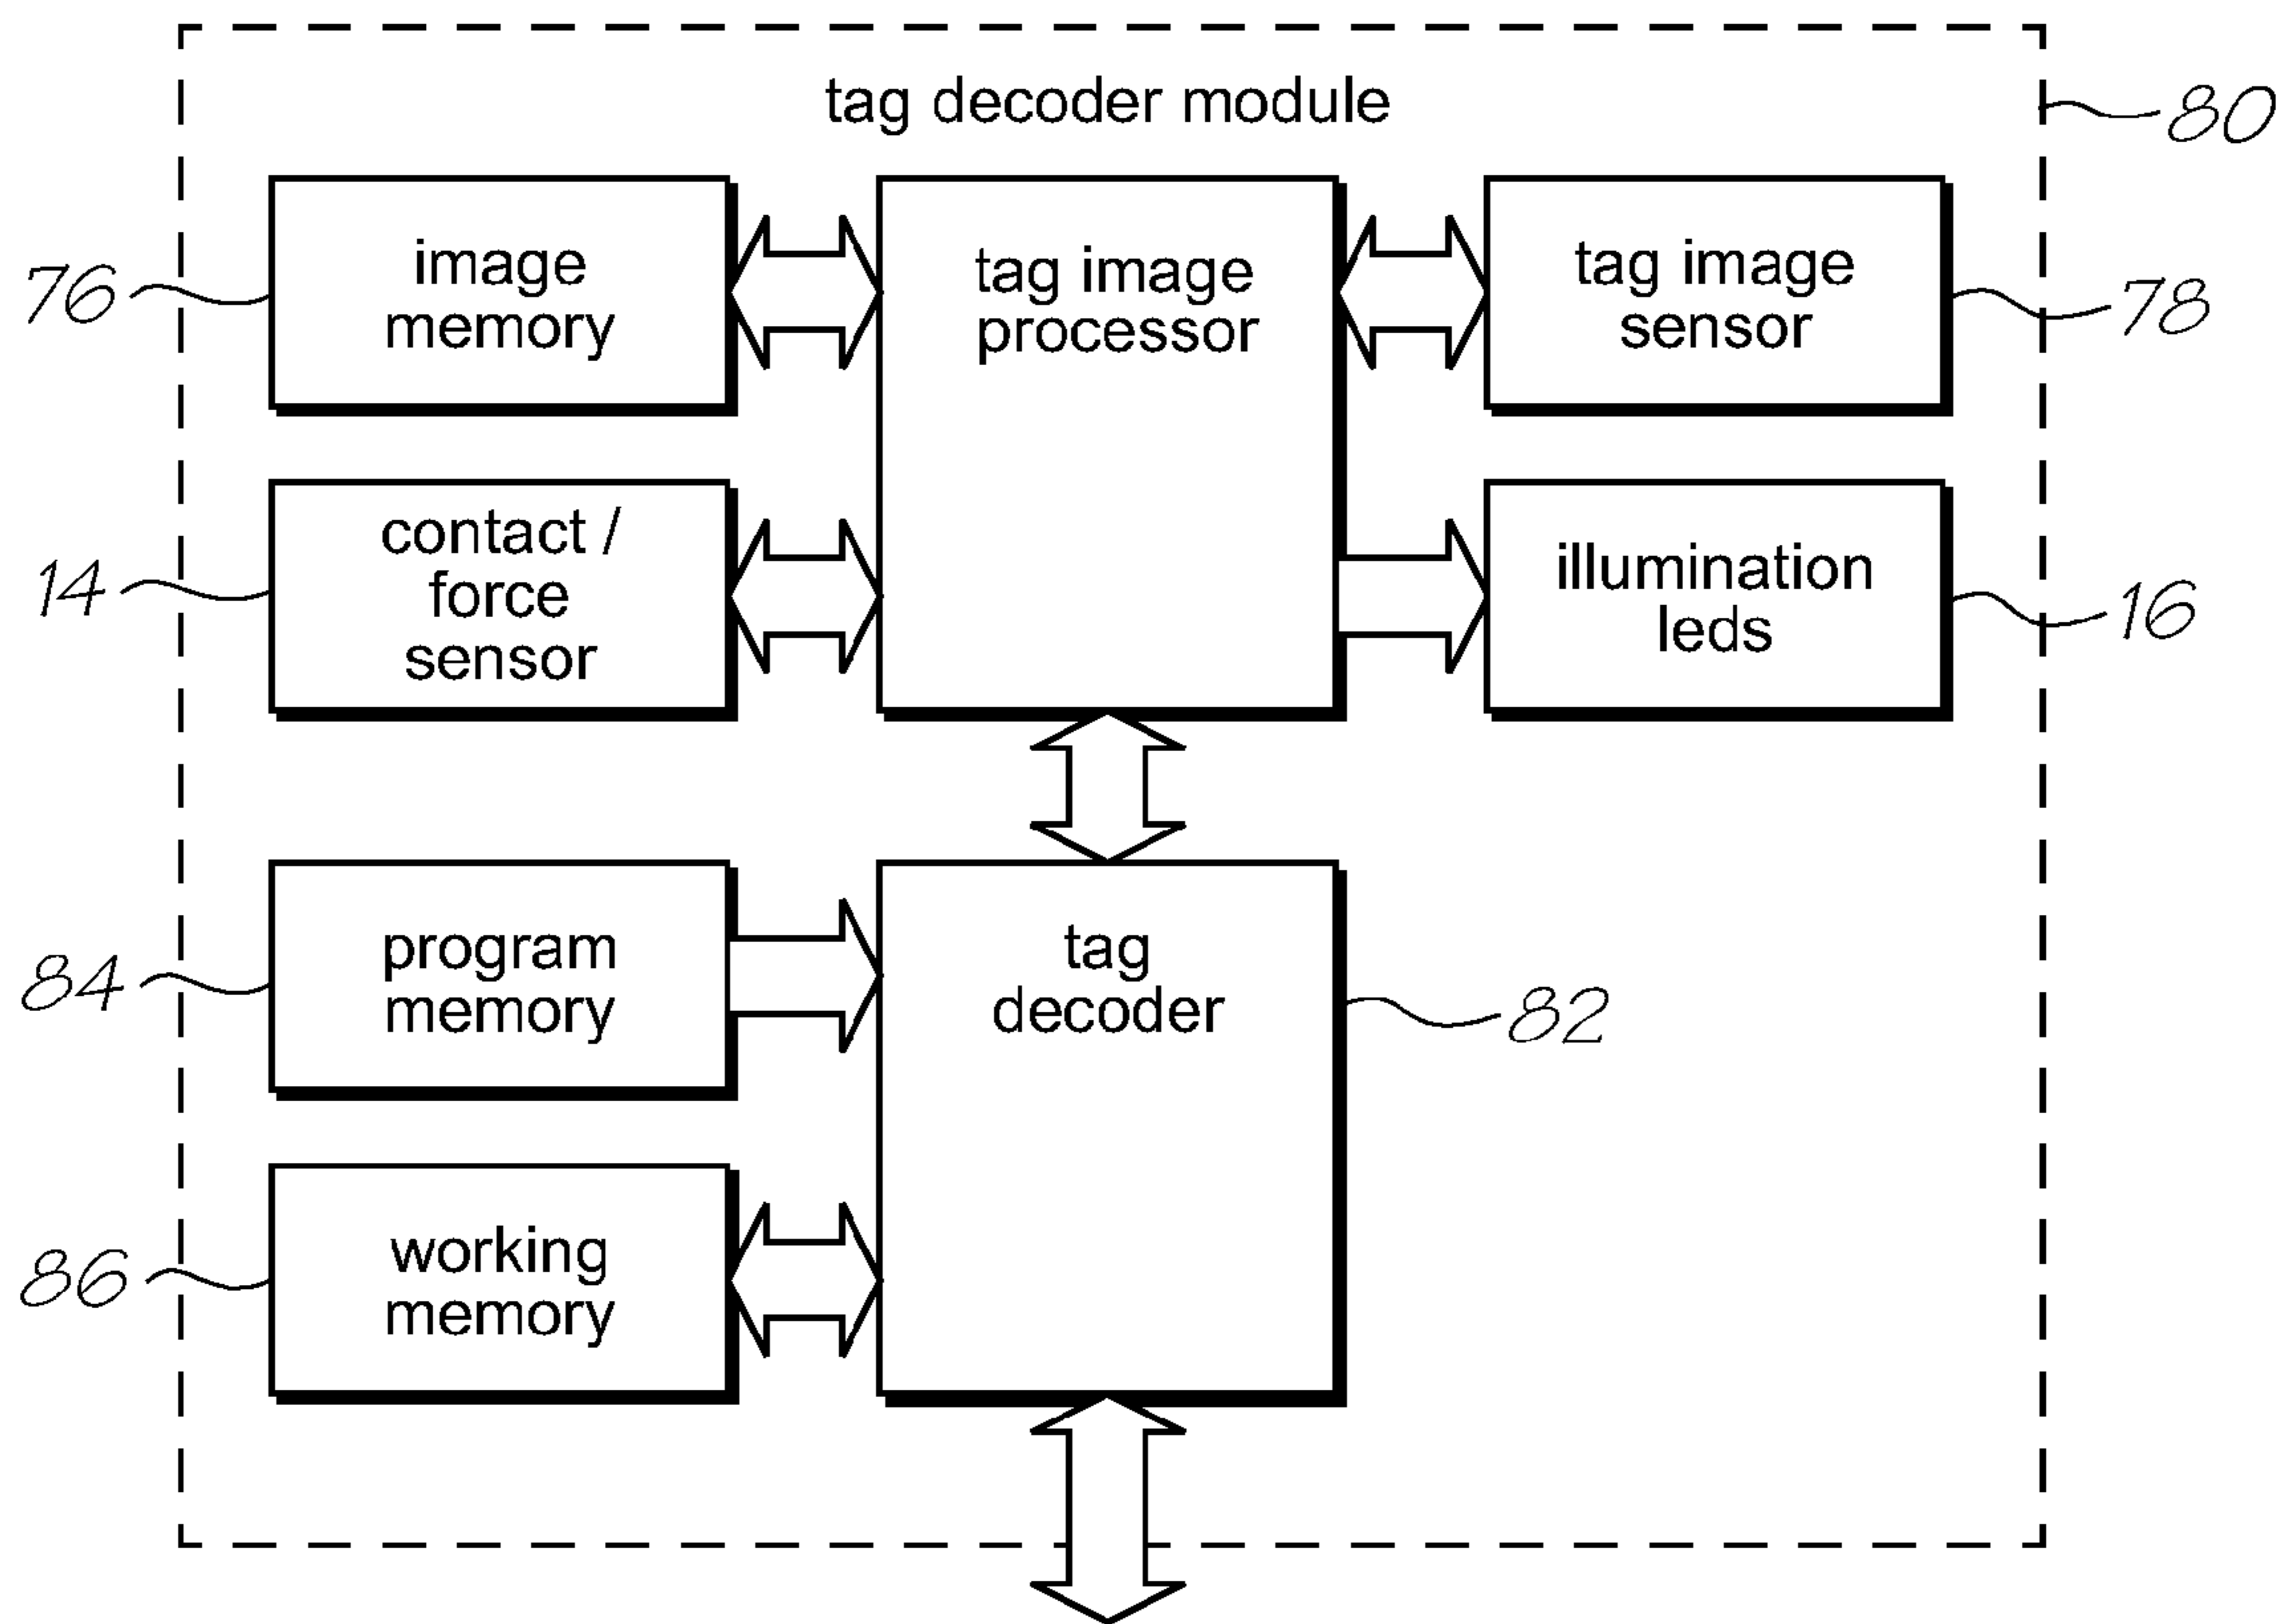 tag decoder module
80
76
image
memory
tag image
processor
tag image
sensor
78
14
contact /
force
sensor
illumination
leds
16
84
program
memory
tag
decoder
82
86
working
memory